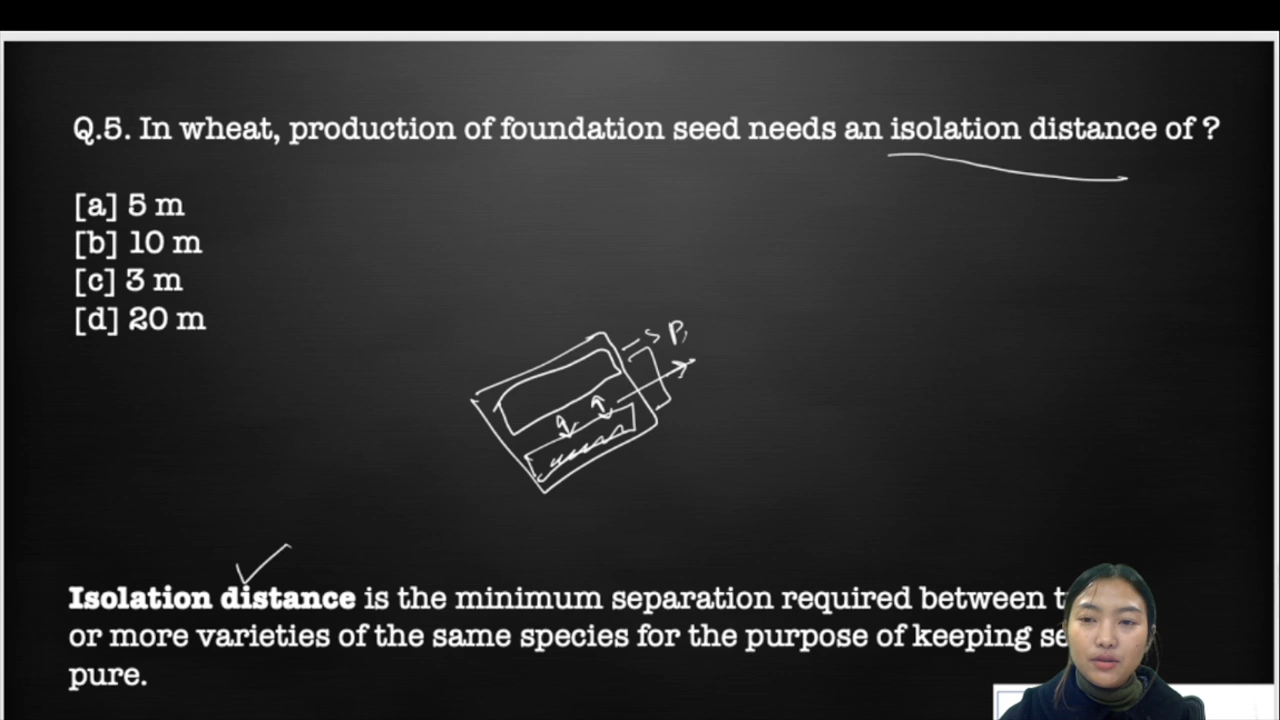 Q.5. In wheat, production of foundation seed needs an isolation distance of ?
[a] 5 m
[b] 10 m
[c] 3 m
[d] 20 m
Isolation distance is the minimum separation required between
or more varieties of the same species for the purpose of keeping
pure.